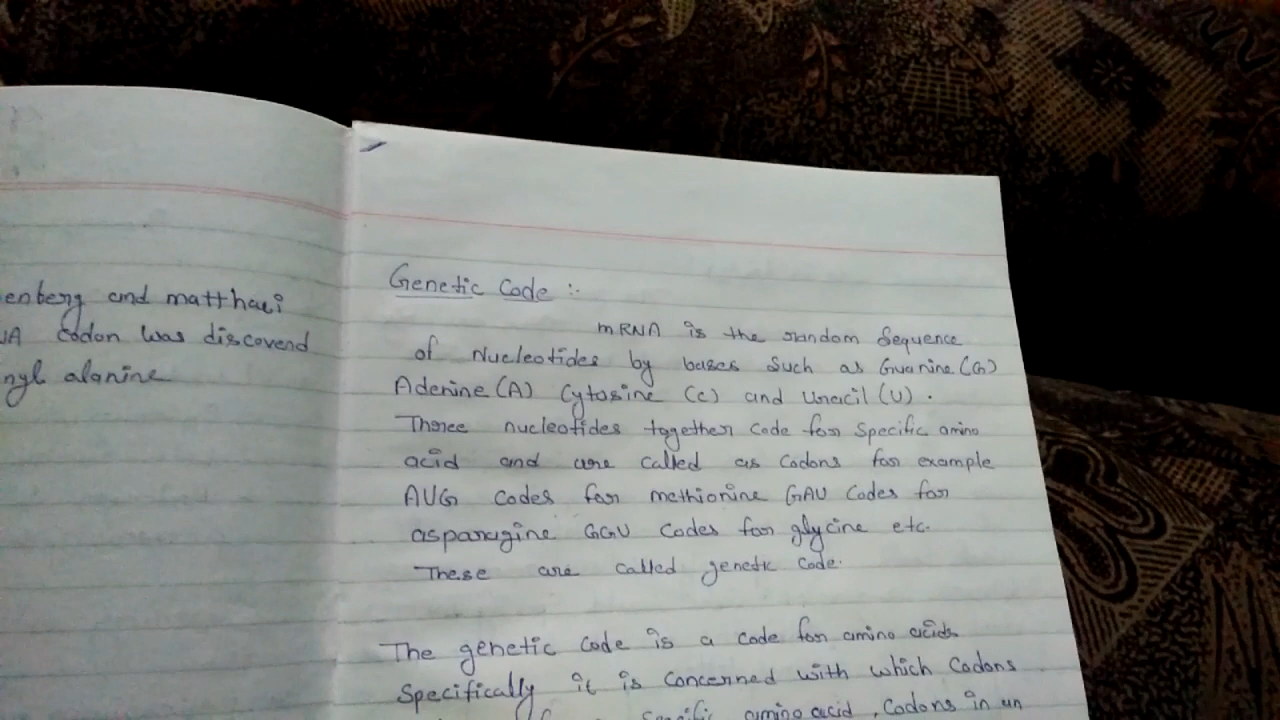 enberg and matthaei
NA codon was discoverd
nyl alanine
Genetic Code :-
mRNA is the random Sequence
of Nucleotides by bases Such as Guanine (G)
Adenine (A) Cytosine (C) and Uracil (U).
Three nucleotides together Code for Specific amino
acid and are called as Codons for example
AUG Codes for methionine GAU Codes for
asparagine GGU Codes for glycine etc.
These are called genetic Code.
The genetic Code is a Code for amino acids
Specifically it is Concerned with which Codons
Specific amino acid, Codons in un